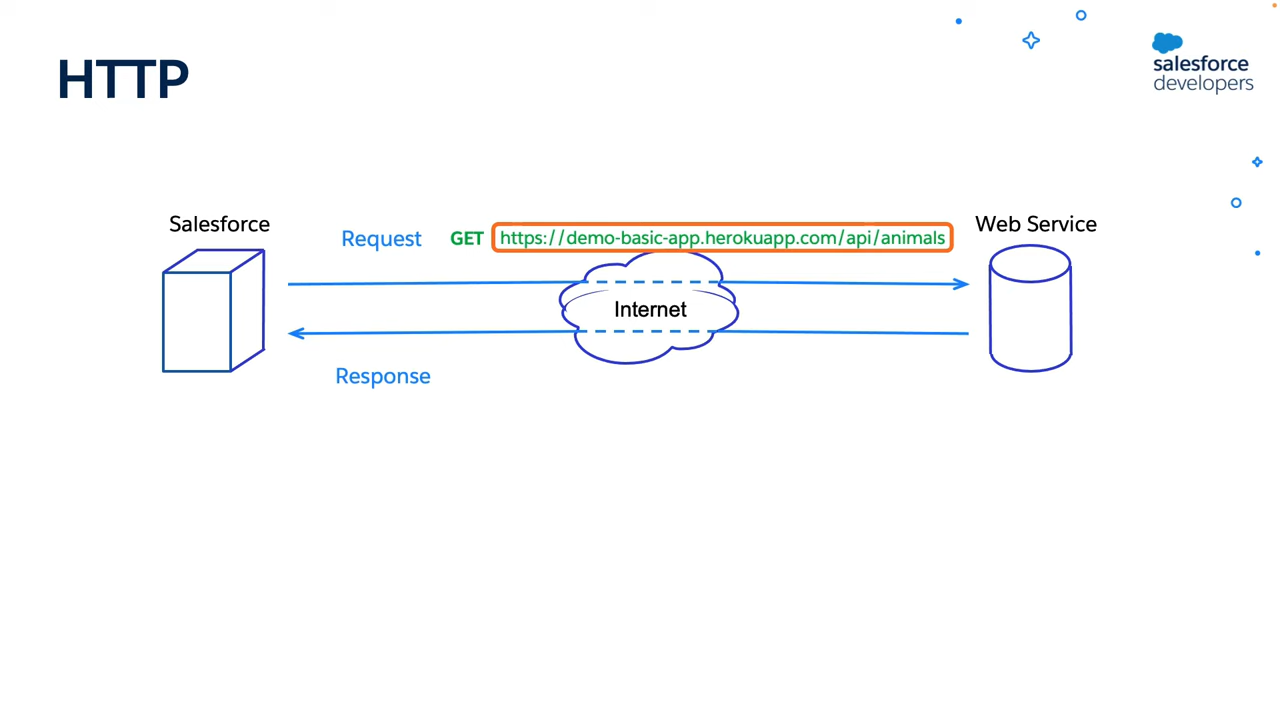 HTTP
salesforce
developers
Salesforce
Request GET https://demo-basic-app.herokuapp.com/api/animals
Web Service
Internet
Response